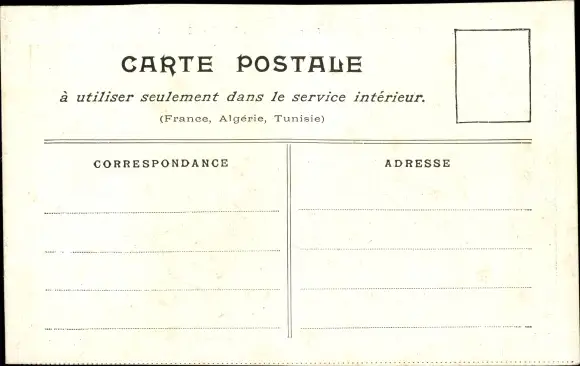 CARTE POSTALE
à utiliser seulement dans le service intérieur.
(France, Algérie, Tunisie)
CORRESPONDANCE
ADRESSE